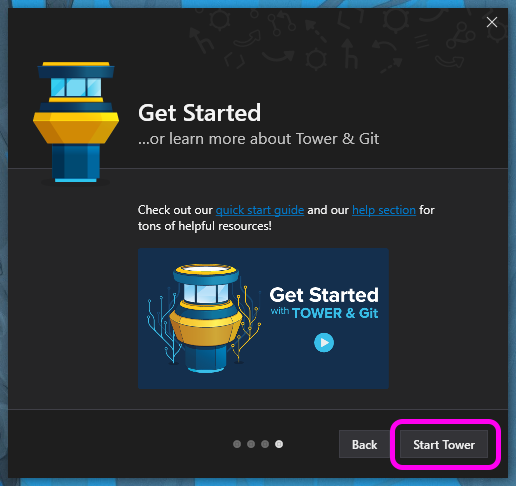 Get Started
...or learn more about Tower & Git
Check out our quick start guide and our help section for
tons of helpful resources!
Get Started
with TOWER & Git
Back
Start Tower